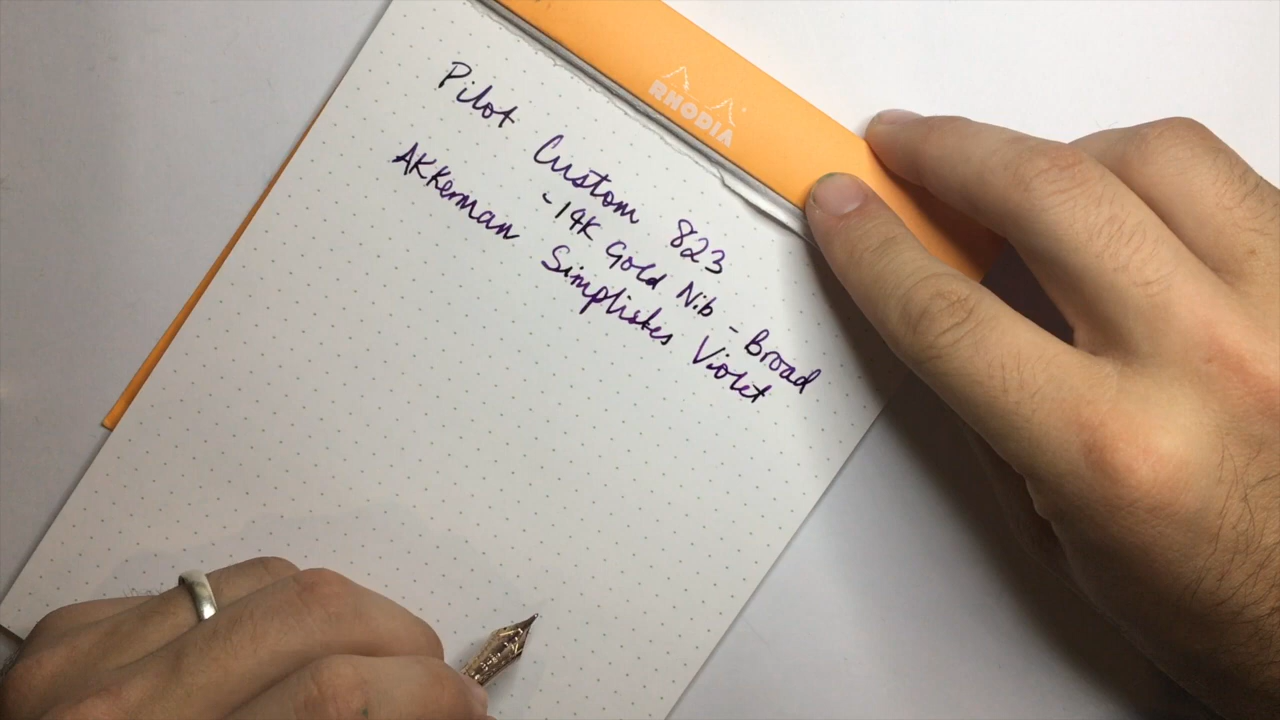 RHODIA
Pilot Custom 823
- 14K Gold Nib - Broad
AKKerman Simplistes Violet